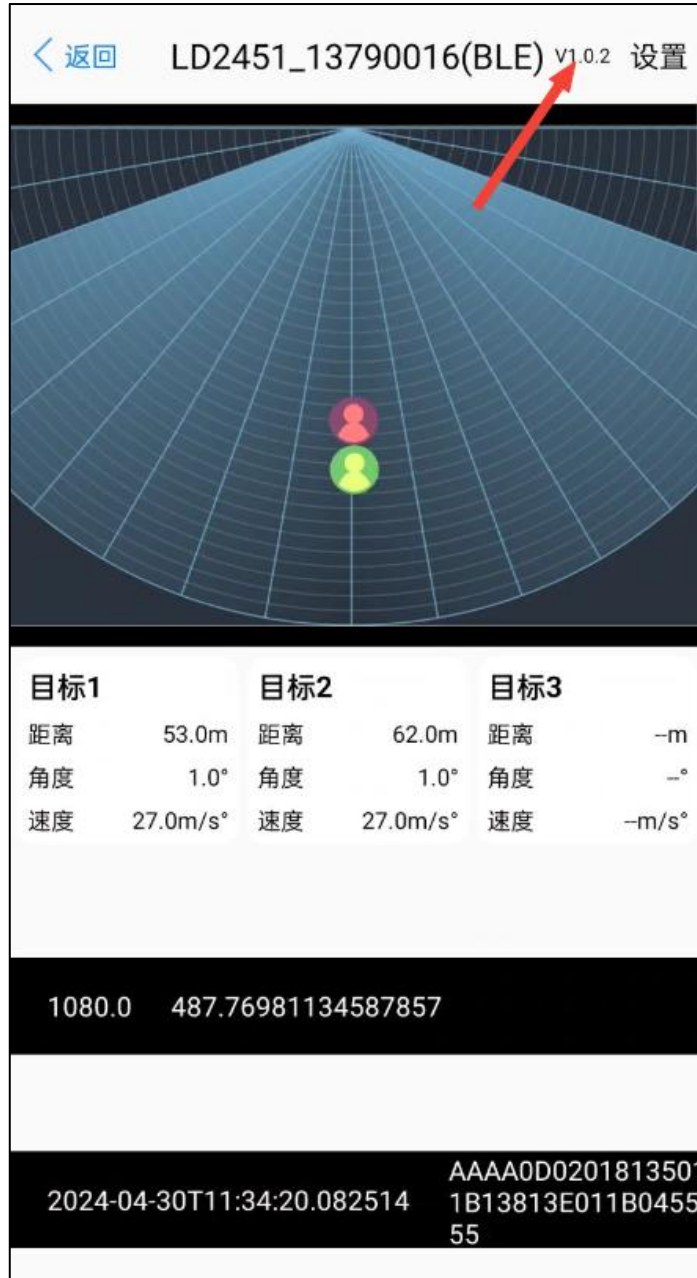 返回 LD2451_13790016(BLE) V1.0.2 设置
目标1 目标2 目标3
距离 53.0m 距离 62.0m 距离 --m
角度 1.0° 角度 1.0° 角度 --°
速度 27.0m/s° 速度 27.0m/s° 速度 --m/s°
1080.0 487.76981134587857
2024-04-30T11:34:20.082514
AAAA0D0201813501
1B13813E011B0455
55